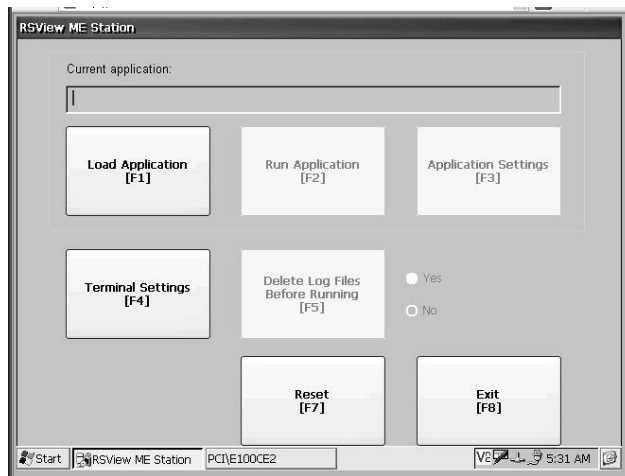 RSView ME Station
Current application:
Load Application
[F1]
Run Application
[F2]
Application Settings
[F3]
Terminal Settings
[F4]
Delete Log Files
Before Running
[F5]
Yes
No
Reset
[F7]
Exit
[F8]
Start
RSView ME Station
PCI\E100CE2
5:31 AM